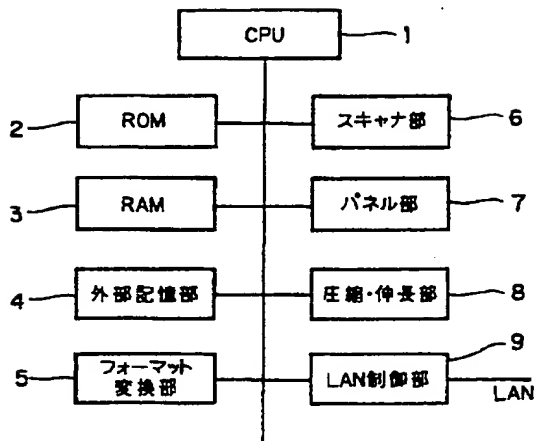 CPU
1
2
ROM
スキャナ部
6
3
RAM
パネル部
7
4
外部記憶部
圧縮・伸長部
8
5
フォーマット
変換部
LAN制御部
9
LAN